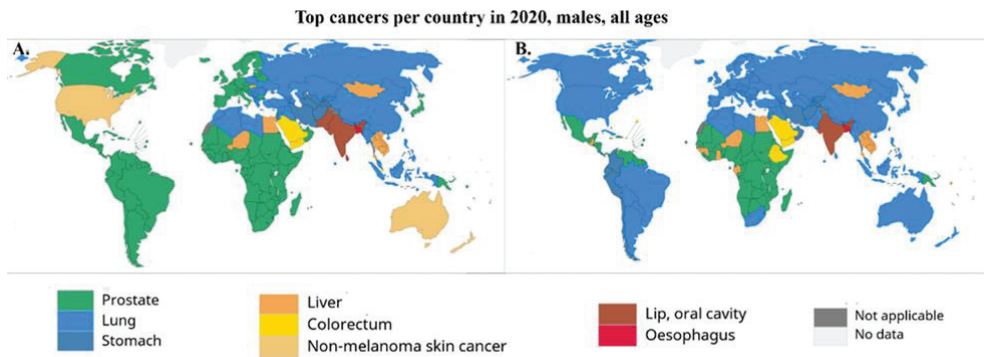 Top cancers per country in 2020, males, all ages
A.
B.
Prostate
Lung
Stomach
Liver
Colorectum
Non-melanoma skin cancer
Lip, oral cavity
Oesophagus
Not applicable
No data